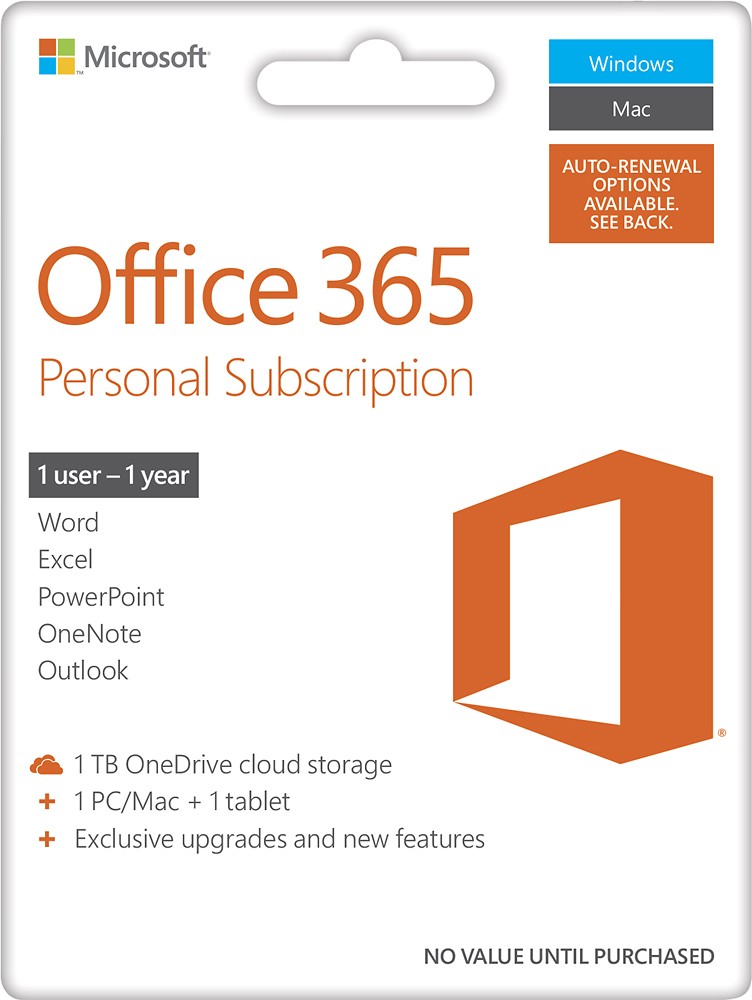 Microsoft
Windows
Mac
AUTO-RENEWAL
OPTIONS
AVAILABLE.
SEE BACK.
Office 365
Personal Subscription
1 user – 1 year
Word
Excel
PowerPoint
OneNote
Outlook
1 TB OneDrive cloud storage
+ 1 PC/Mac + 1 tablet
+ Exclusive upgrades and new features
NO VALUE UNTIL PURCHASED